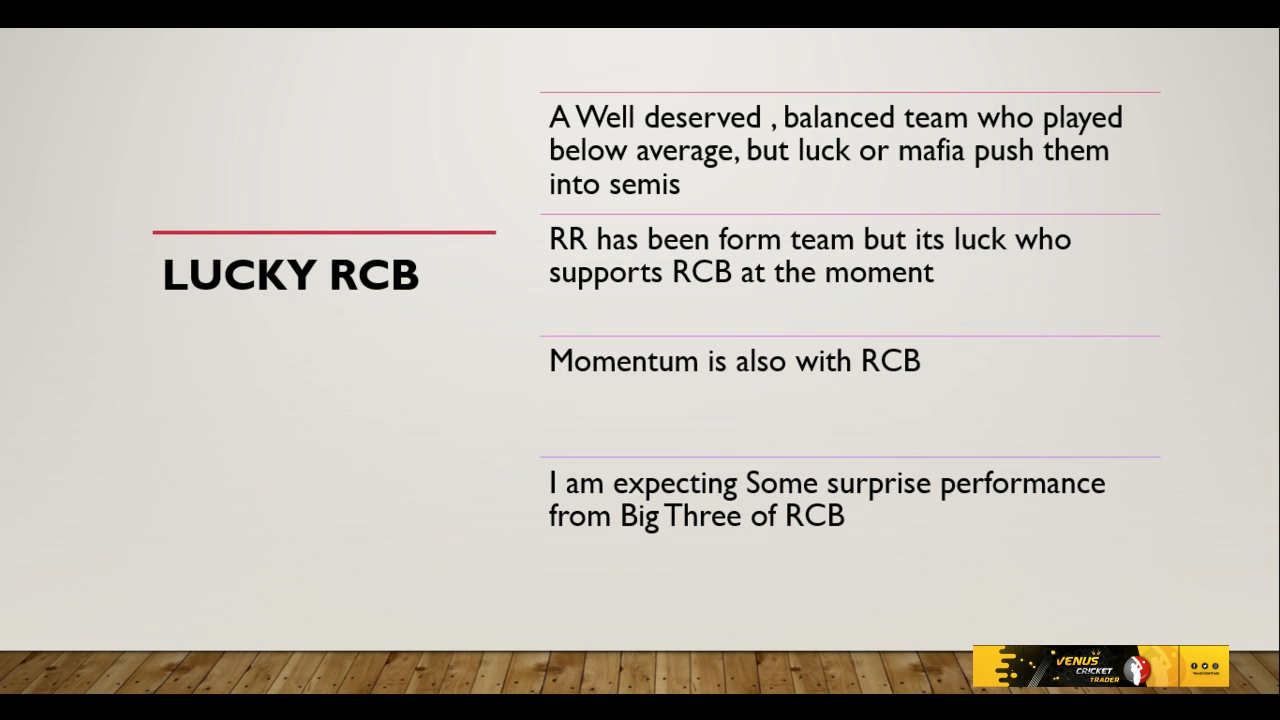 LUCKY RCB
A Well deserved , balanced team who played
below average, but luck or mafia push them
into semis
RR has been form team but its luck who
supports RCB at the moment
Momentum is also with RCB
I am expecting Some surprise performance
from Big Three of RCB
VENUS
CRICKET
TRADER